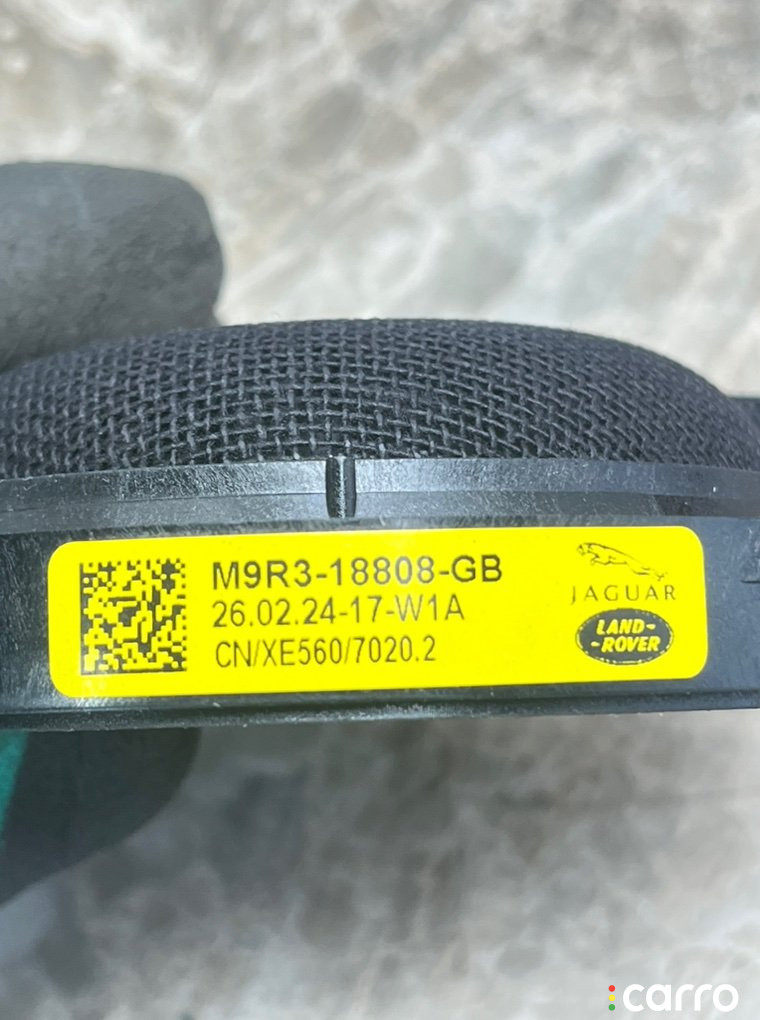 M9R3-18808-GB
26.02.24-17-W1A
CN/XE560/7020.2
JAGUAR
LAND-
-ROVER
carro